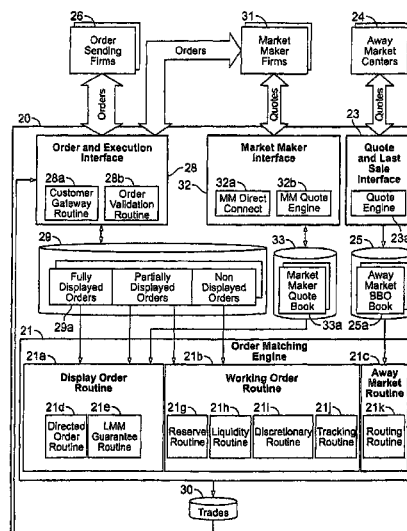 26
Order
Sending
Firms
31
Market
Maker
Firms
24
Away
Market
Centers
Orders
Orders
Quotes
Quotes
20
23
Order and Execution
Interface
28a
28b
Customer
Gateway
Routine
Order
Validation
Routine
28
Market Maker
Interface
32
32a
32b
MM Direct
Connect
MM Quote
Engine
Quote
and Last
Sale Interface
Quote
Engine
23a
29
Fully
Displayed
Orders
Partially
Displayed
Orders
Non
Displayed
Orders
29a
33
Market
Maker
Quote
Book
33a
25
Away
Market
BBO
Book
25a
21
Order Matching
Engine
21a
Display Order
Routine
21d
21e
Directed
Order
Routine
LMM
Guarantee
Routine
21b
Working Order
Routine
21g
21h
21i
21j
Reserve
Routine
Liquidity
Routine
Discretionary
Routine
Tracking
Routine
21c
Away
Market
Routine
21k
Routing
Routine
30
Trades